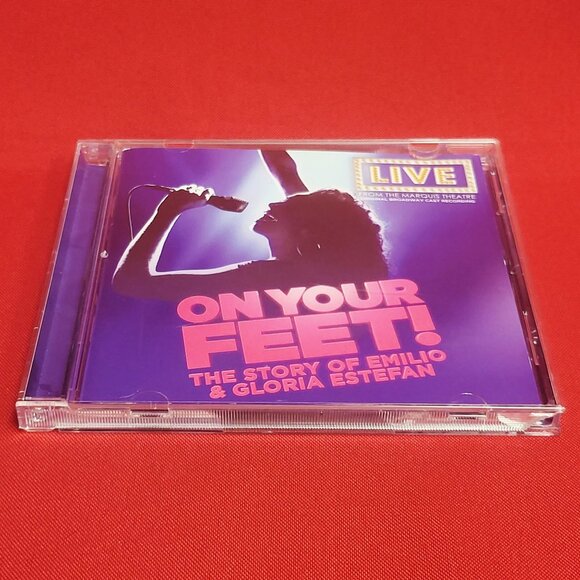 LIVE
FROM THE MARQUIS THEATRE
ORIGINAL BROADWAY CAST RECORDING
ON YOUR
FEET!
THE STORY OF EMILIO
& GLORIA ESTEFAN